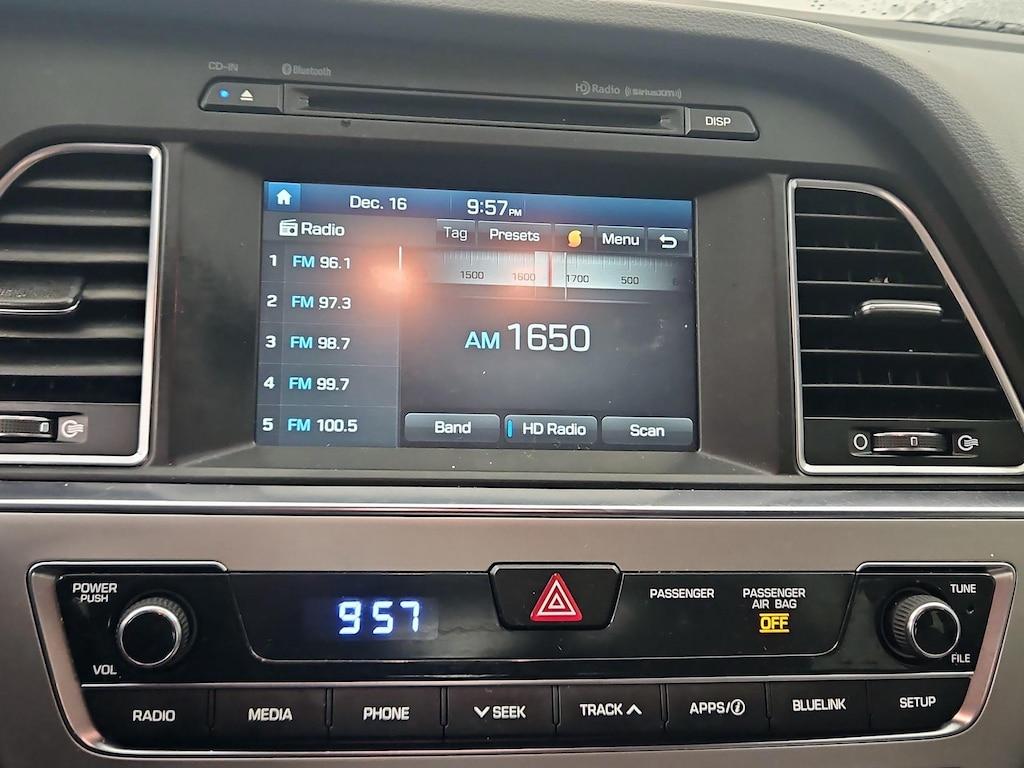 CD-IN
Bluetooth
HD Radio ((SiriusXM))
DISP
Dec. 16 9:57 PM
Radio Tag Presets Menu
1500 1600 1700 500
1 FM 96.1
2 FM 97.3
3 FM 98.7
4 FM 99.7
5 FM 100.5
AM 1650
Band HD Radio Scan
POWER
PUSH
VOL
9:57
PASSENGER
PASSENGER
AIR BAG
OFF
TUNE
FILE
RADIO MEDIA PHONE SEEK TRACK APPS/i BLUELINK SETUP